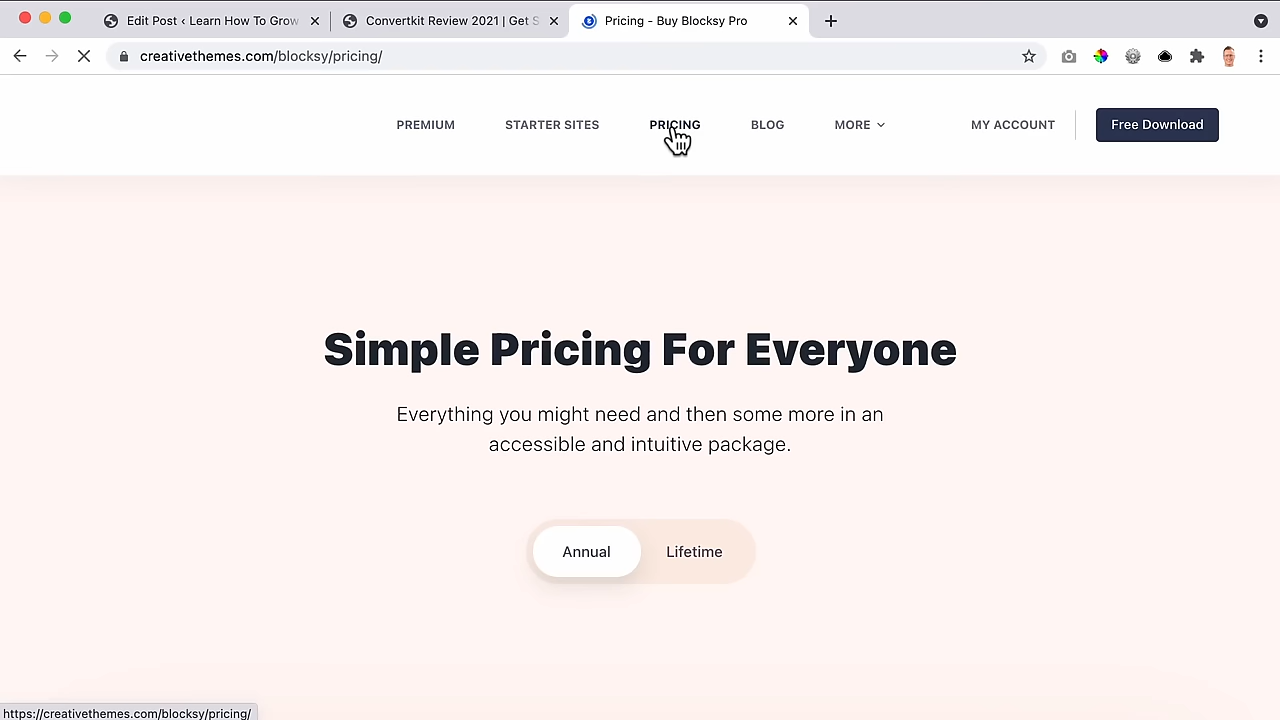 Edit Post ‹ Learn How To Grow
Convertkit Review 2021 | Get S
Pricing - Buy Blocksy Pro
creativethemes.com/blocksy/pricing/
PREMIUM
STARTER SITES
PRICING
BLOG
MORE
MY ACCOUNT
Free Download
Simple Pricing For Everyone
Everything you might need and then some more in an
accessible and intuitive package.
Annual
Lifetime
https://creativethemes.com/blocksy/pricing/